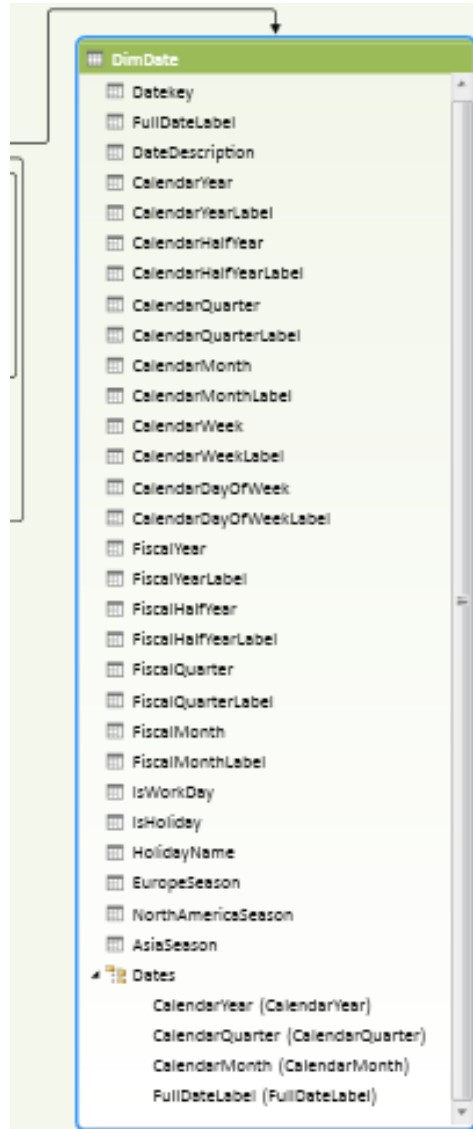 DimDate
Datekey
FullDateLabel
DateDescription
CalendarYear
CalendarYearLabel
CalendarHalfYear
CalendarHalfYearLabel
CalendarQuarter
CalendarQuarterLabel
CalendarMonth
CalendarMonthLabel
CalendarWeek
CalendarWeekLabel
CalendarDayOfWeek
CalendarDayOfWeekLabel
FiscalYear
FiscalYearLabel
FiscalHalfYear
FiscalHalfYearLabel
FiscalQuarter
FiscalQuarterLabel
FiscalMonth
FiscalMonthLabel
IsWorkDay
IsHoliday
HolidayName
EuropeSeason
NorthAmericaSeason
AsiaSeason
Dates
CalendarYear (CalendarYear)
CalendarQuarter (CalendarQuarter)
CalendarMonth (CalendarMonth)
FullDateLabel (FullDateLabel)